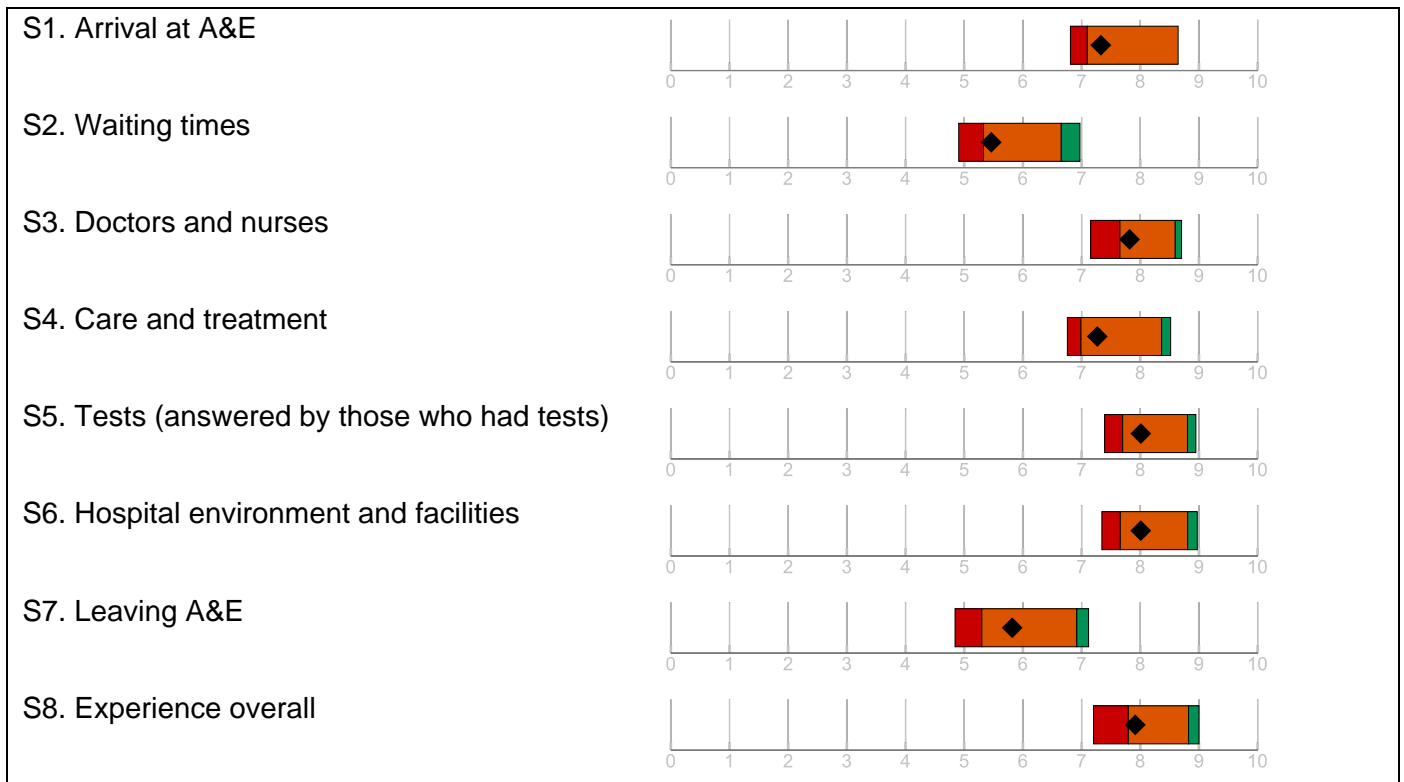 S1. Arrival at A&E
0 1 2 3 4 5 6 7 8 9 10
S2. Waiting times
0 1 2 3 4 5 6 7 8 9 10
S3. Doctors and nurses
0 1 2 3 4 5 6 7 8 9 10
S4. Care and treatment
0 1 2 3 4 5 6 7 8 9 10
S5. Tests (answered by those who had tests)
0 1 2 3 4 5 6 7 8 9 10
S6. Hospital environment and facilities
0 1 2 3 4 5 6 7 8 9 10
S7. Leaving A&E
0 1 2 3 4 5 6 7 8 9 10
S8. Experience overall
0 1 2 3 4 5 6 7 8 9 10